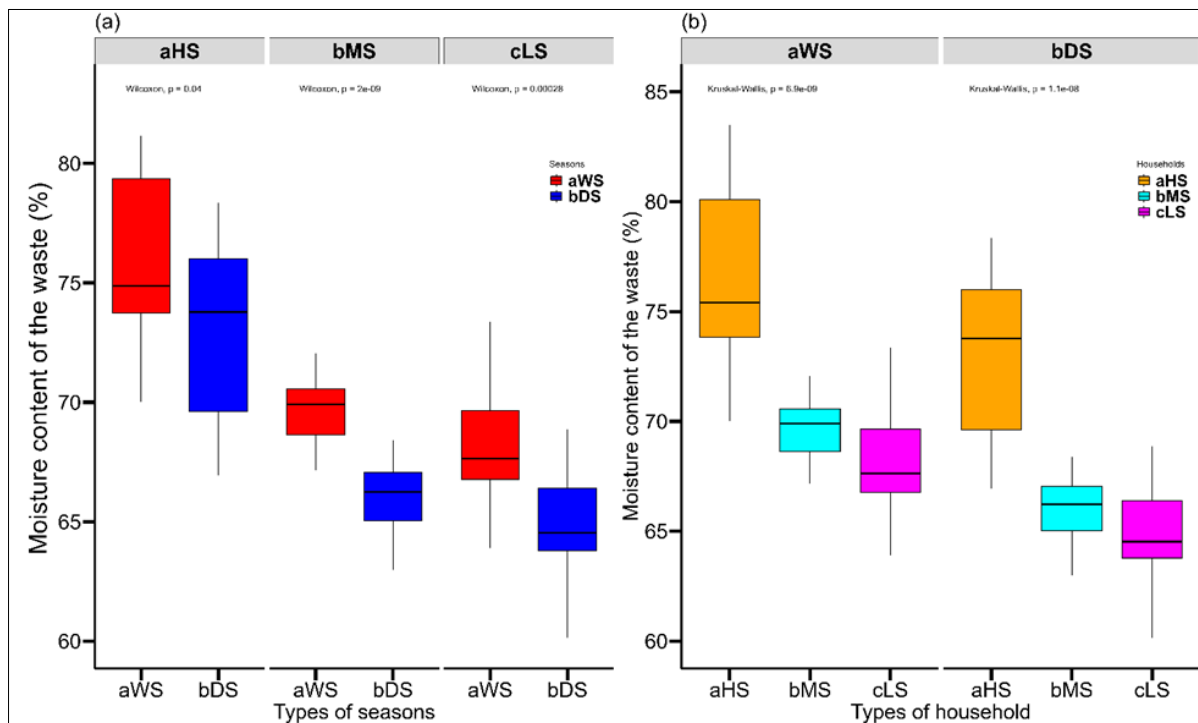 (a)
aHS bMS cLS
Wilcoxon, p = 0.04 Wilcoxon, p = 2e-09 Wilcoxon, p = 0.00028
Seasons
aWS
bDS
Moisture content of the waste (%)
80
75
70
65
60
aWS bDS aWS bDS aWS bDS
Types of seasons
(b)
aWS bDS
Kruskal-Wallis, p = 6.9e-09 Kruskal-Wallis, p = 1.1e-08
Households
aHS
bMS
cLS
Moisture content of the waste (%)
85
80
75
70
65
60
aHS bMS cLS aHS bMS cLS
Types of household